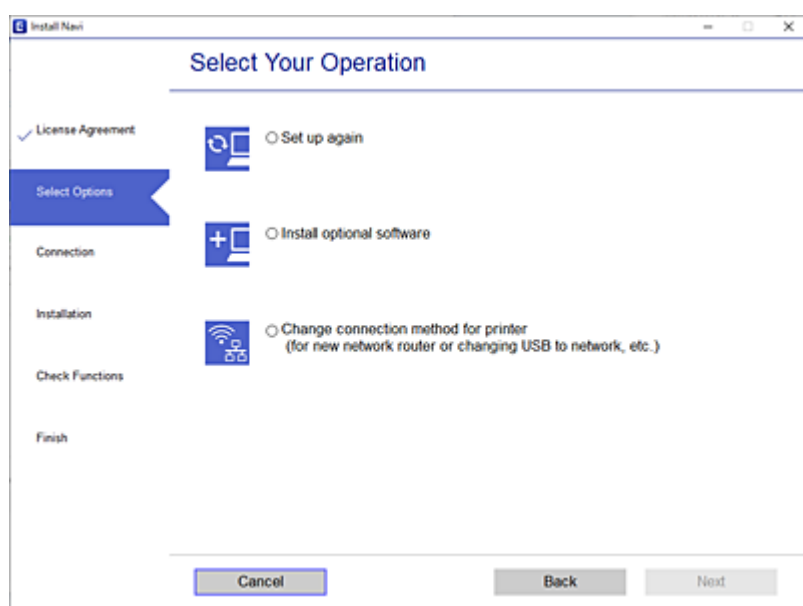 Install Navi
Select Your Operation
License Agreement
Select Options
Connection
Installation
Check Functions
Finish
Set up again
Install optional software
Change connection method for printer
(for new network router or changing USB to network, etc.)
Cancel
Back
Next